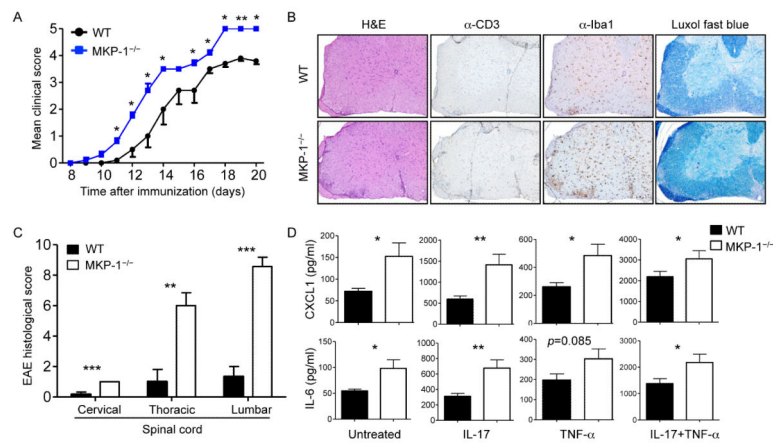 A
WT
MKP-1⁻/⁻
Mean clinical score
5
4
3
2
1
0
* * * * * * * ** *
8 10 12 14 16 18 20
Time after immunization (days)
B
H&E α-CD3 α-Iba1 Luxol fast blue
WT
MKP-1⁻/⁻
C
WT
MKP-1⁻/⁻
EAE histological score
10
8
6
4
2
0
*** ** ***
Cervical Thoracic Lumbar
Spinal cord
D
WT
MKP-1⁻/⁻
CXCL1 (pg/ml)
200
150
100
50
0
*
2000
1500
1000
500
0
**
600
400
200
0
*
4000
3000
2000
1000
0
*
IL-6 (pg/ml)
150
100
50
0
*
1000
800
600
400
200
0
**
500
400
300
200
100
0
p=0.085
3000
2000
1000
0
*
Untreated IL-17 TNF-α IL-17+TNF-α